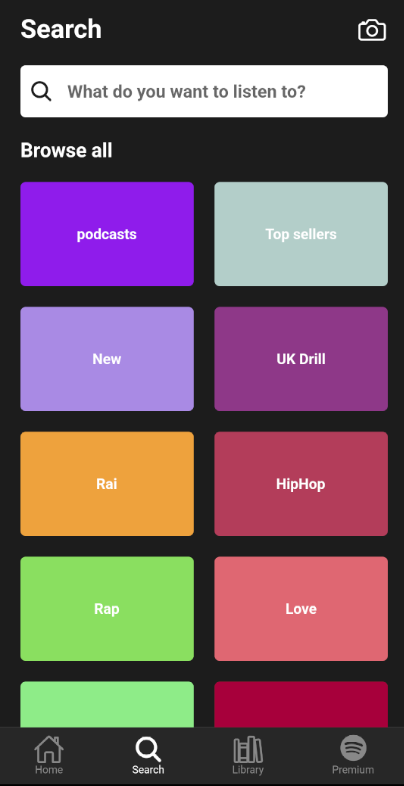 Search
What do you want to listen to?
Browse all
podcasts
Top sellers
New
UK Drill
Rai
HipHop
Rap
Love
Home
Search
Library
Premium